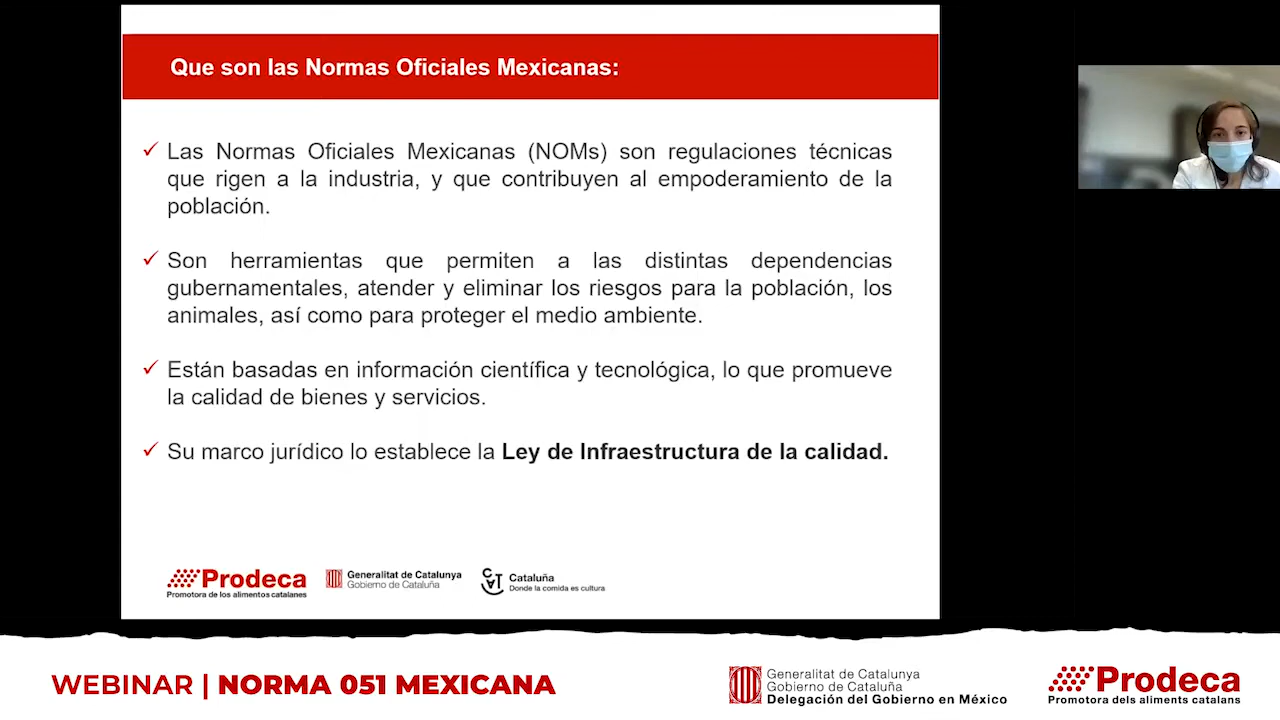 Que son las Normas Oficiales Mexicanas:
✓ Las Normas Oficiales Mexicanas (NOMs) son regulaciones técnicas
que rigen a la industria, y que contribuyen al empoderamiento de la
población.
✓ Son herramientas que permiten a las distintas dependencias
gubernamentales, atender y eliminar los riesgos para la población, los
animales, así como para proteger el medio ambiente.
✓ Están basadas en información científica y tecnológica, lo que promueve
la calidad de bienes y servicios.
✓ Su marco jurídico lo establece la Ley de Infraestructura de la calidad.
Prodeca
Promotora de los alimentos catalanes
Generalitat de Catalunya
Gobierno de Cataluña
CAT
Cataluña
Donde la comida es cultura
WEBINAR | NORMA 051 MEXICANA
Generalitat de Catalunya
Gobierno de Cataluña
Delegación del Gobierno en México
Prodeca
Promotora dels aliments catalans